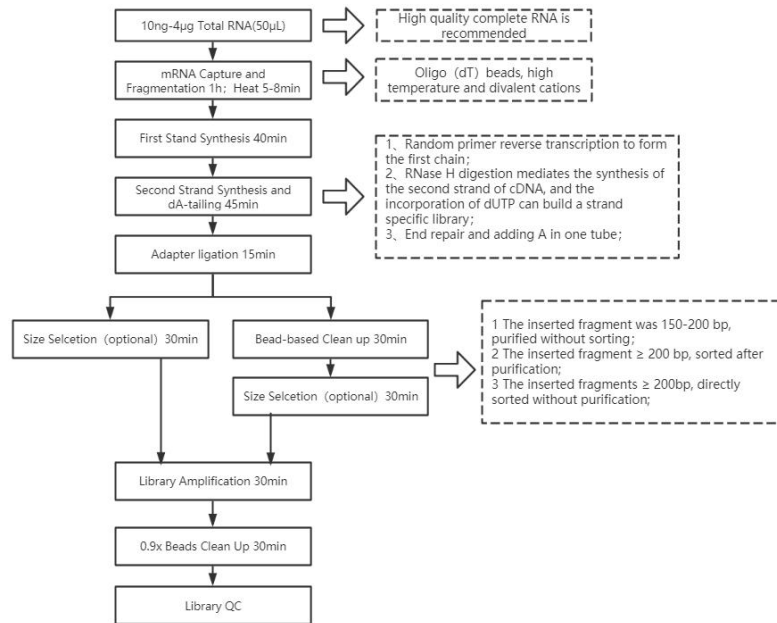 10ng-4μg Total RNA(50μL)
High quality complete RNA is
recommended
mRNA Capture and
Fragmentation 1h；Heat 5-8min
Oligo（dT）beads, high
temperature and divalent cations
First Stand Synthesis 40min
1、Random primer reverse transcription to form
the first chain；
2、RNase H digestion mediates the synthesis of
the second strand of cDNA, and the
incorporation of dUTP can build a strand
specific library；
3、End repair and adding A in one tube；
Second Strand Synthesis and
dA-tailing 45min
Adapter ligation 15min
Size Selcetion（optional）30min
Bead-based Clean up 30min
1 The inserted fragment was 150-200 bp,
purified without sorting；
2 The inserted fragment ≥ 200 bp, sorted after
purification；
3 The inserted fragments ≥ 200bp, directly
sorted without purification；
Size Selcetion（optional）30min
Library Amplification 30min
0.9x Beads Clean Up 30min
Library QC